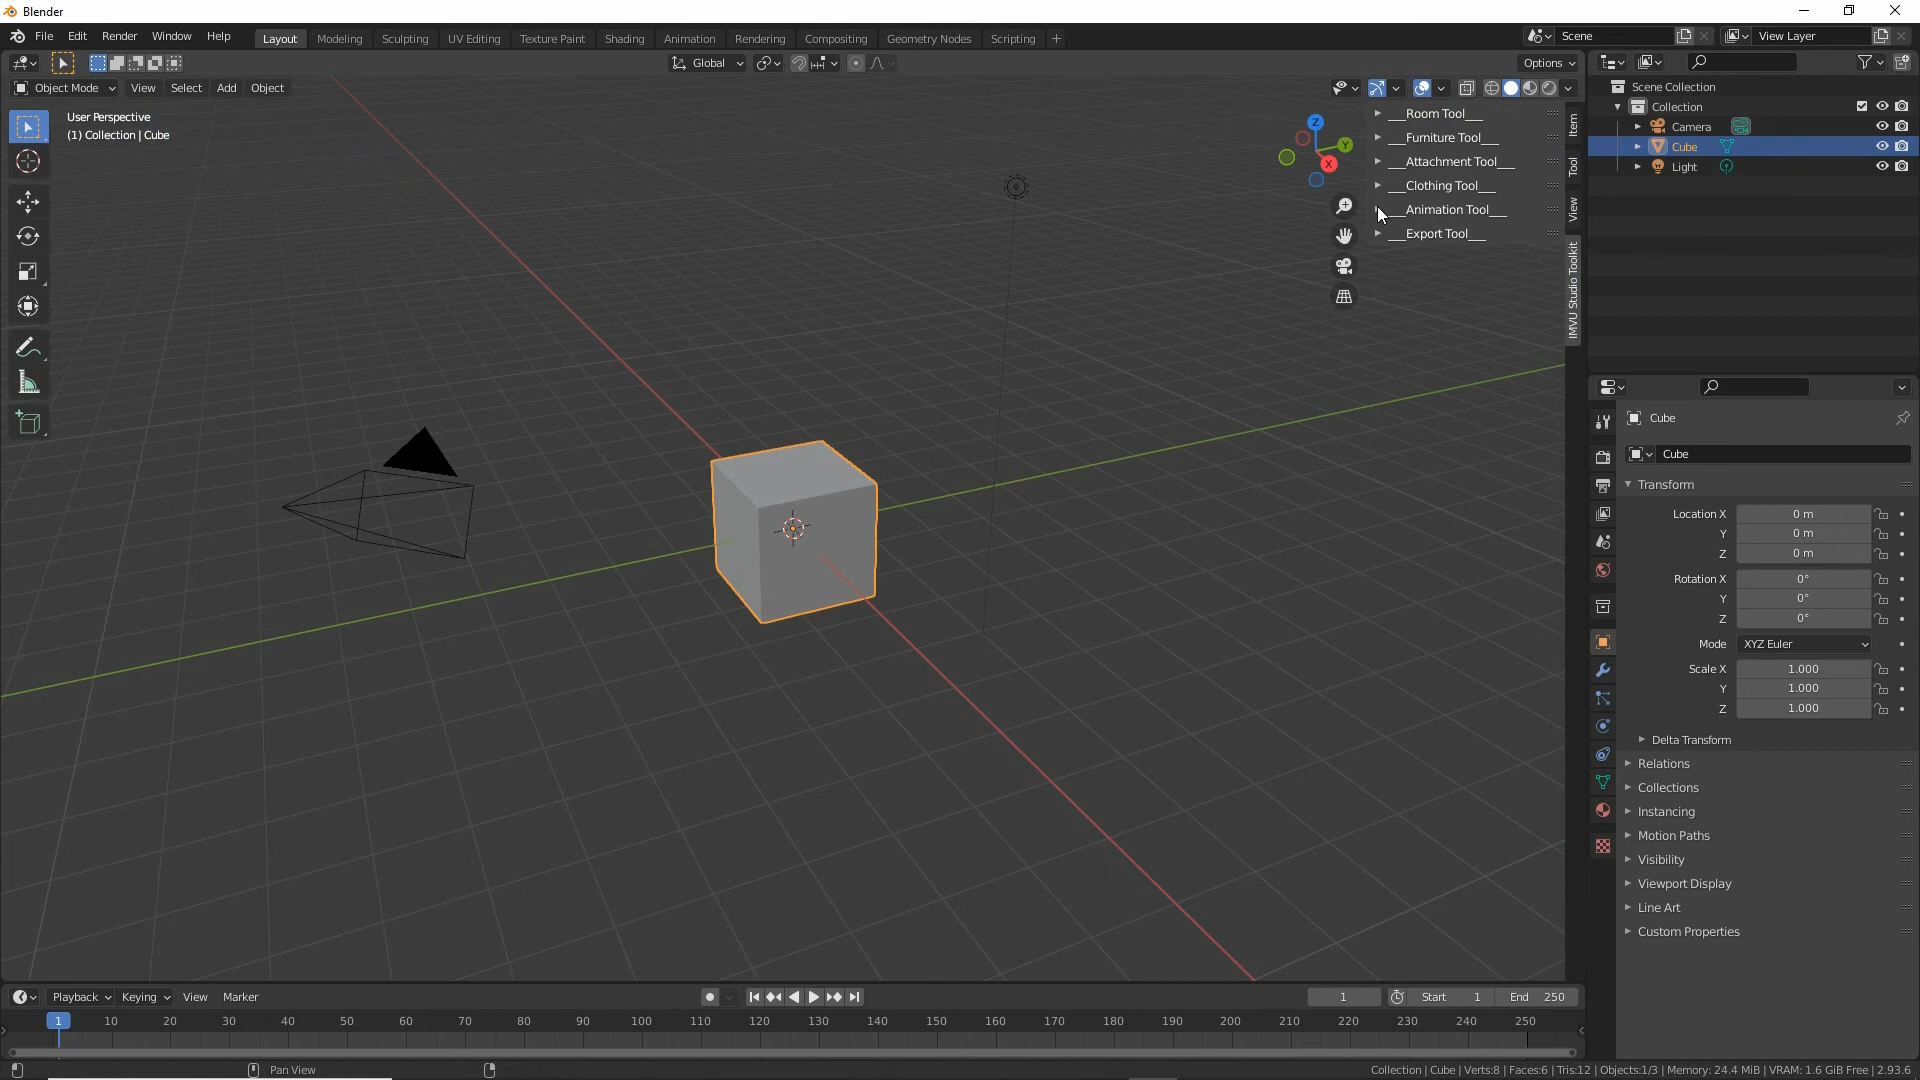 Blender
File Edit Render Window Help Layout Modeling Sculpting UV Editing Texture Paint Shading Animation Rendering Compositing Geometry Nodes Scripting + Scene View Layer
Global Options
Object Mode View Select Add Object
User Perspective
(1) Collection | Cube
Z
Y
X
___Room Tool___
___Furniture Tool___
___Attachment Tool___
___Clothing Tool___
___Animation Tool___
___Export Tool___
Item
Tool
View
IMVU Studio Toolkit
Scene Collection
Collection
Camera
Cube
Light
Cube
Cube
Transform
Location X 0 m
Y 0 m
Z 0 m
Rotation X 0°
Y 0°
Z 0°
Mode XYZ Euler
Scale X 1.000
Y 1.000
Z 1.000
Delta Transform
Relations
Collections
Instancing
Motion Paths
Visibility
Viewport Display
Line Art
Custom Properties
Playback Keying View Marker 1 Start 1 End 250
1 10 20 30 40 50 60 70 80 90 100 110 120 130 140 150 160 170 180 190 200 210 220 230 240 250
Pan View Collection | Cube | Verts:8 | Faces:6 | Tris:12 | Objects:1/3 | Memory: 24.4 MiB | VRAM: 1.6 GiB Free | 2.93.6